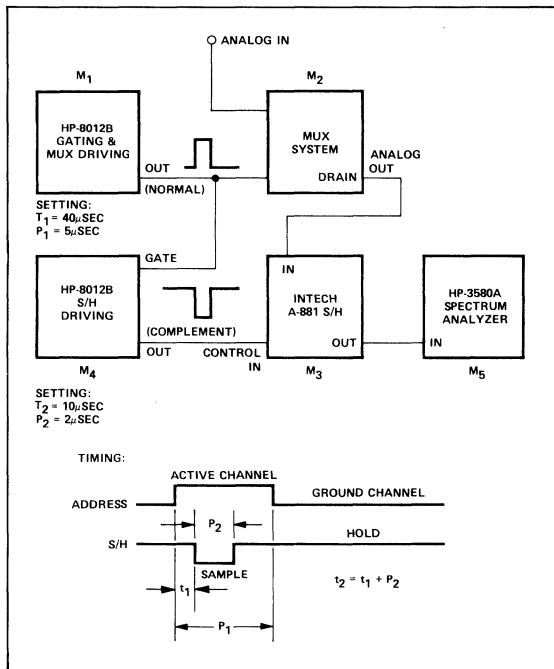 ANALOG IN
M1
HP-8012B
GATING &
MUX DRIVING
OUT
(NORMAL)
SETTING:
T1 = 40μSEC
P1 = 5μSEC
M2
MUX
SYSTEM
DRAIN
ANALOG
OUT
HP-8012B
S/H
DRIVING
GATE
(COMPLEMENT)
OUT
CONTROL
IN
M4
SETTING:
T2 = 10μSEC
P2 = 2μSEC
IN
INTECH
A-881 S/H
OUT
M3
HP-3580A
SPECTRUM
ANALYZER
IN
M5
TIMING:
ACTIVE CHANNEL
ADDRESS
GROUND CHANNEL
P2
S/H
HOLD
SAMPLE
t1
t2 = t1 + P2
P1